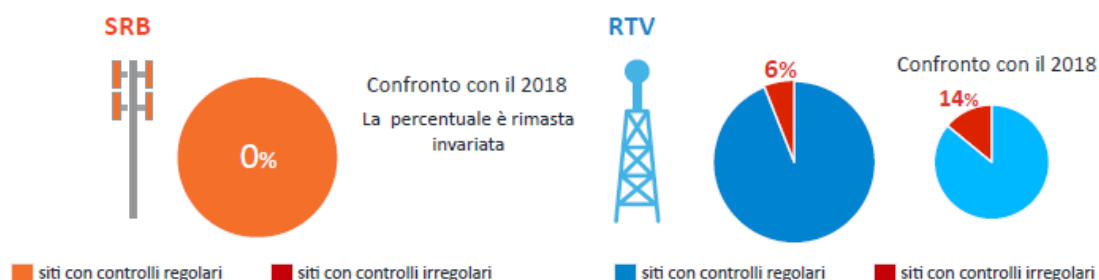 SRB
0%
Confronto con il 2018
La percentuale è rimasta
invariata
siti con controlli regolari
siti con controlli irregolari
RTV
6%
Confronto con il 2018
14%
siti con controlli regolari
siti con controlli irregolari